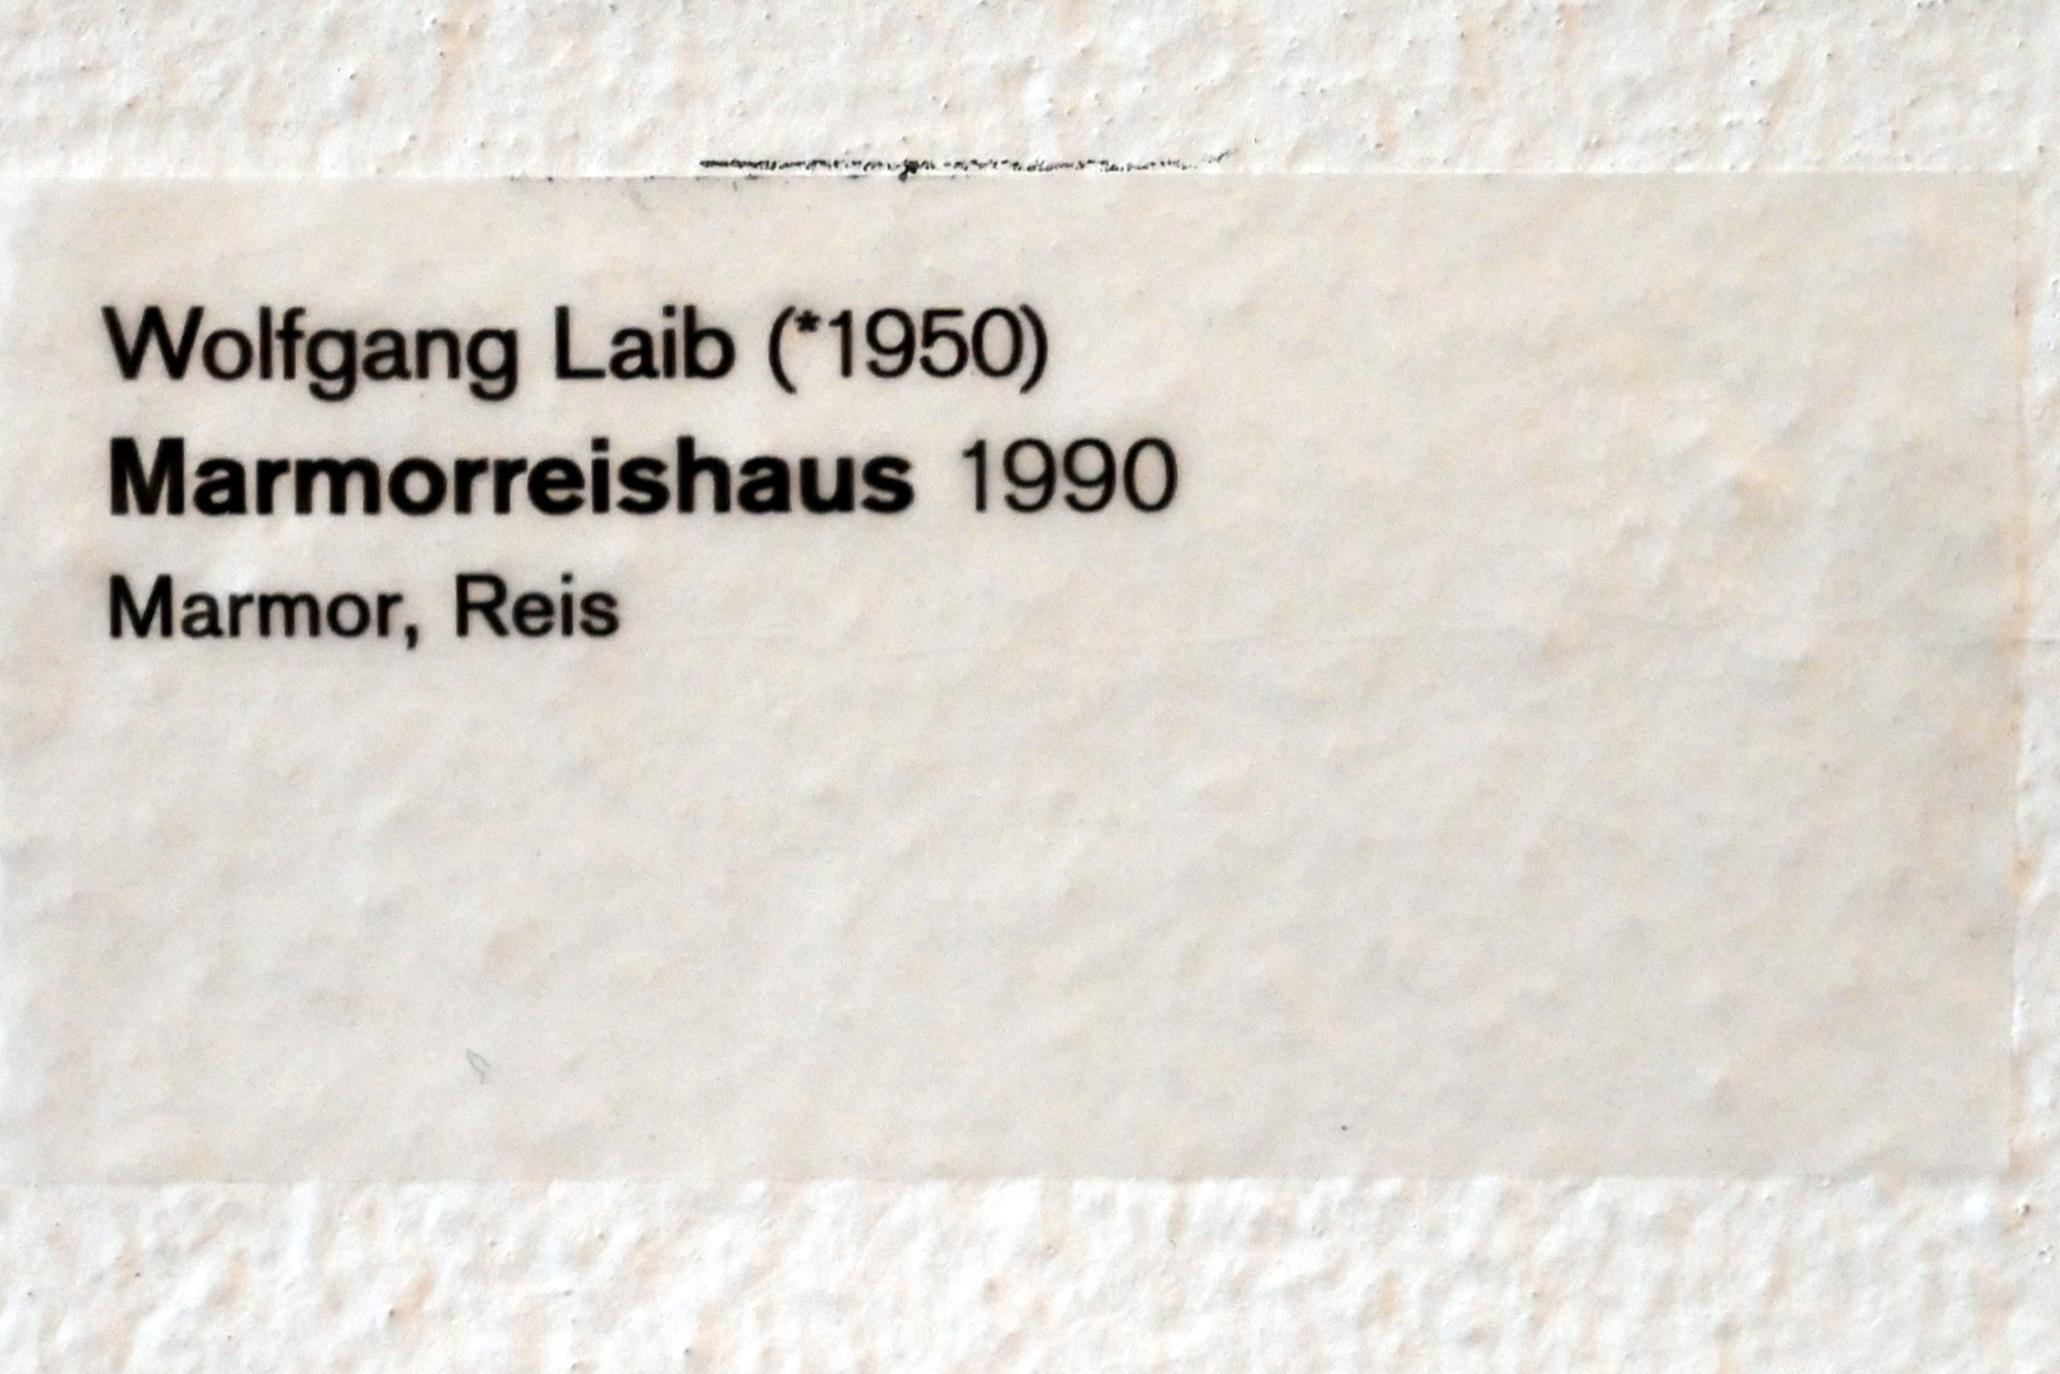 Wolfgang Laib (*1950)
Marmorreishaus 1990
Marmor, Reis